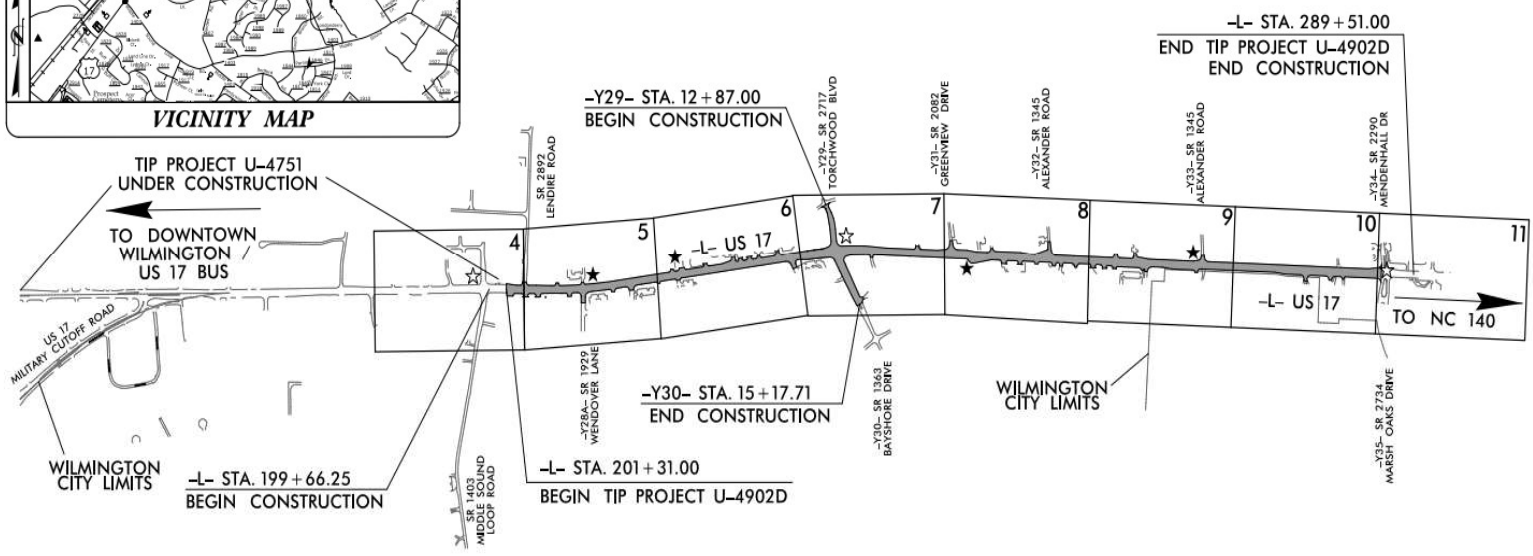 17
Prospect
Cemetery
VICINITY MAP
-L- STA. 289+51.00
END TIP PROJECT U-4902D
END CONSTRUCTION
-Y29- STA. 12+87.00
BEGIN CONSTRUCTION
-Y29- SR 2717
TORCHWOOD BLVD
-Y31- SR 2082
GREENVIEW DRIVE
-Y32- SR 1345
ALEXANDER ROAD
-Y33- SR 1345
ALEXANDER ROAD
-Y34- SR 2290
MENDENHALL DR
TIP PROJECT U-4751
UNDER CONSTRUCTION
SR 2892
LENDIRE ROAD
TO DOWNTOWN
WILMINGTON /
US 17 BUS
4
5
6
7
8
9
10
11
-L- US 17
-L- US 17
TO NC 140
US 17
MILITARY CUTOFF ROAD
WILMINGTON
CITY LIMITS
-L- STA. 199+66.25
BEGIN CONSTRUCTION
SR 1403
MIDDLE SOUND
LOOP ROAD
-Y28A- SR 1929
WENDOVER LANE
-L- STA. 201+31.00
BEGIN TIP PROJECT U-4902D
-Y30- STA. 15+17.71
END CONSTRUCTION
-Y30- SR 1363
BAYSHORE DRIVE
WILMINGTON
CITY LIMITS
-Y35- SR 2734
MARSH OAKS DRIVE